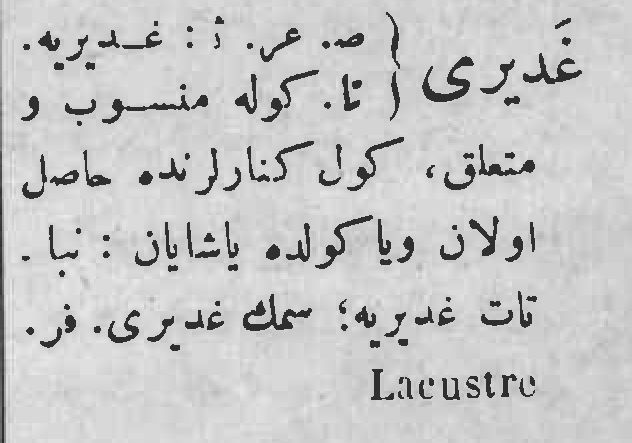 غَديرى ( ص. عر. ئ : غـديريه.
( تا. كوله منسـوب و
متعلق، كول كنارلرنده حاصل
اولان ويا كولده ياشايان : نبا -
تات غديريه؛ سمك غديرى. فر.
Lacustre